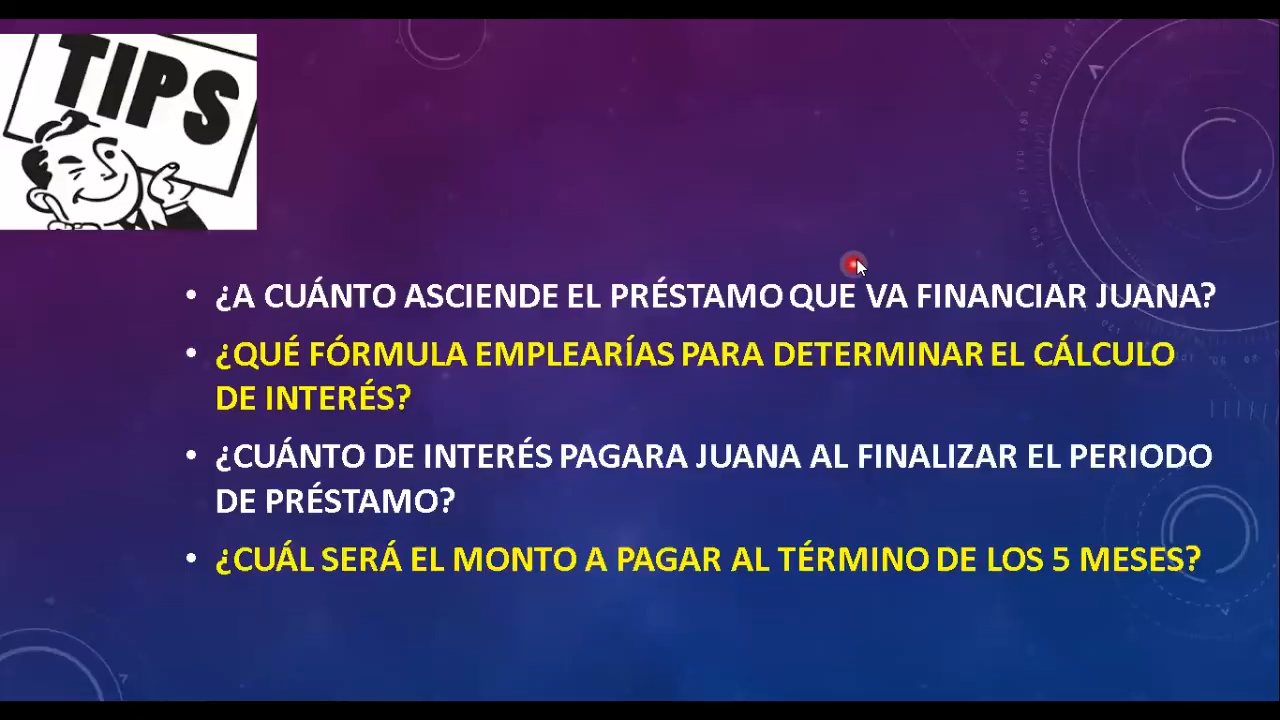 TIPS
• ¿A CUÁNTO ASCIENDE EL PRÉSTAMO QUE VA FINANCIAR JUANA?
• ¿QUÉ FÓRMULA EMPLEARÍAS PARA DETERMINAR EL CÁLCULO
DE INTERÉS?
• ¿CUÁNTO DE INTERÉS PAGARA JUANA AL FINALIZAR EL PERIODO
DE PRÉSTAMO?
• ¿CUÁL SERÁ EL MONTO A PAGAR AL TÉRMINO DE LOS 5 MESES?